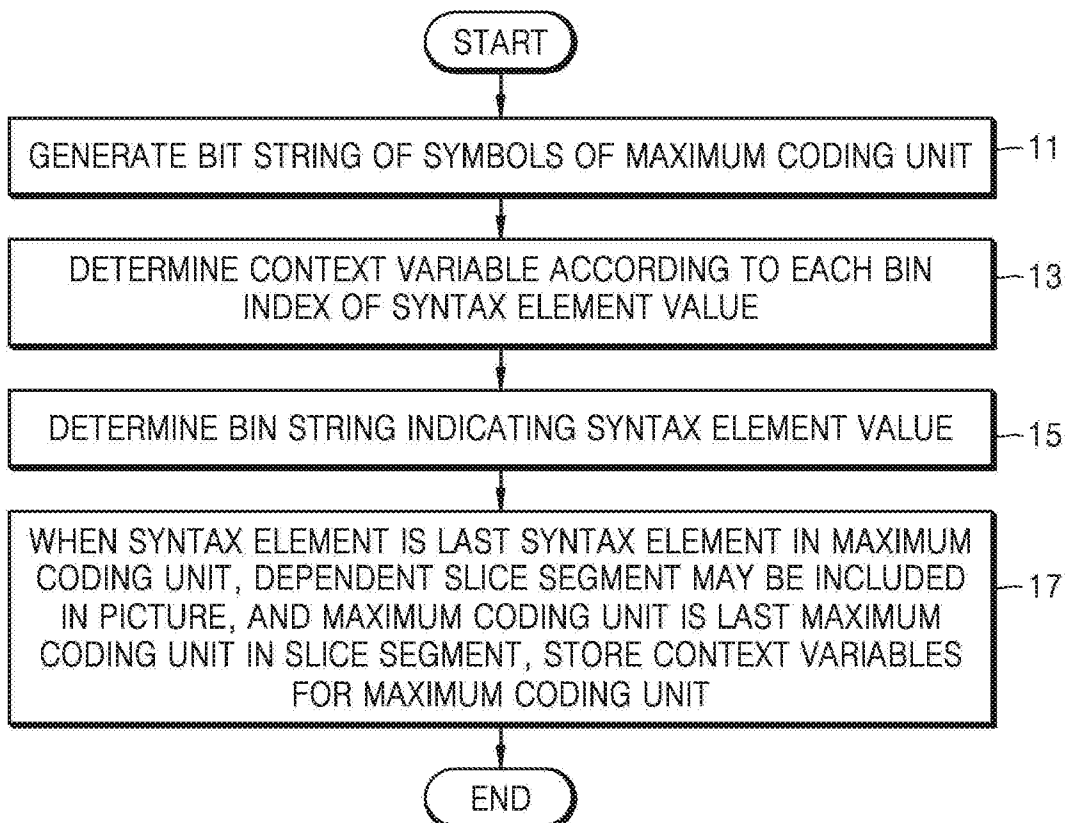 START
GENERATE BIT STRING OF SYMBOLS OF MAXIMUM CODING UNIT
11
DETERMINE CONTEXT VARIABLE ACCORDING TO EACH BIN
INDEX OF SYNTAX ELEMENT VALUE
13
DETERMINE BIN STRING INDICATING SYNTAX ELEMENT VALUE
15
WHEN SYNTAX ELEMENT IS LAST SYNTAX ELEMENT IN MAXIMUM
CODING UNIT, DEPENDENT SLICE SEGMENT MAY BE INCLUDED
IN PICTURE, AND MAXIMUM CODING UNIT IS LAST MAXIMUM
CODING UNIT IN SLICE SEGMENT, STORE CONTEXT VARIABLES
FOR MAXIMUM CODING UNIT
17
END